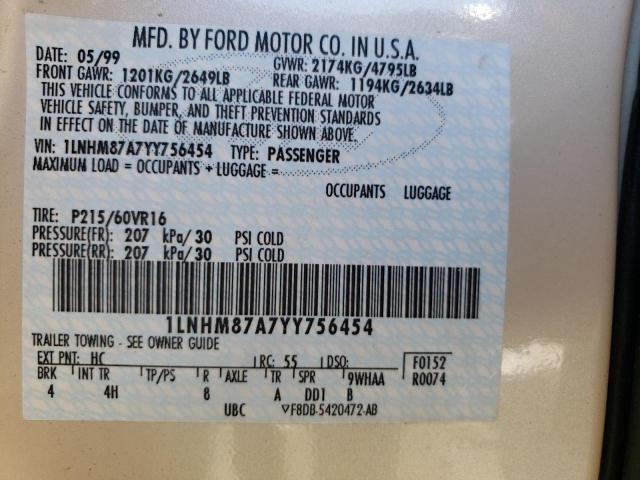 MFD. BY FORD MOTOR CO. IN U.S.A.
DATE: 05/99 GVWR: 2174KG/4795LB
FRONT GAWR: 1201KG/2649LB REAR GAWR: 1194KG/2634LB
THIS VEHICLE CONFORMS TO ALL APPLICABLE FEDERAL MOTOR
VEHICLE SAFETY, BUMPER, AND THEFT PREVENTION STANDARDS
IN EFFECT ON THE DATE OF MANUFACTURE SHOWN ABOVE.
VIN: 1LNHM87A7YY756454 TYPE: PASSENGER
MAXIMUM LOAD = OCCUPANTS + LUGGAGE =
OCCUPANTS LUGGAGE
TIRE: P215/60VR16
PRESSURE(FR): 207 kPa/30 PSI COLD
PRESSURE(RR): 207 kPa/30 PSI COLD
1LNHM87A7YY756454
TRAILER TOWING - SEE OWNER GUIDE
EXT PNT: HC RC: 55 DSO: F0152
BRK INT TR TP/PS R AXLE TR SPR 9WHAA R0074
4 4H 8 A DD1 B
UBC ▽F8DB-5420472-AB